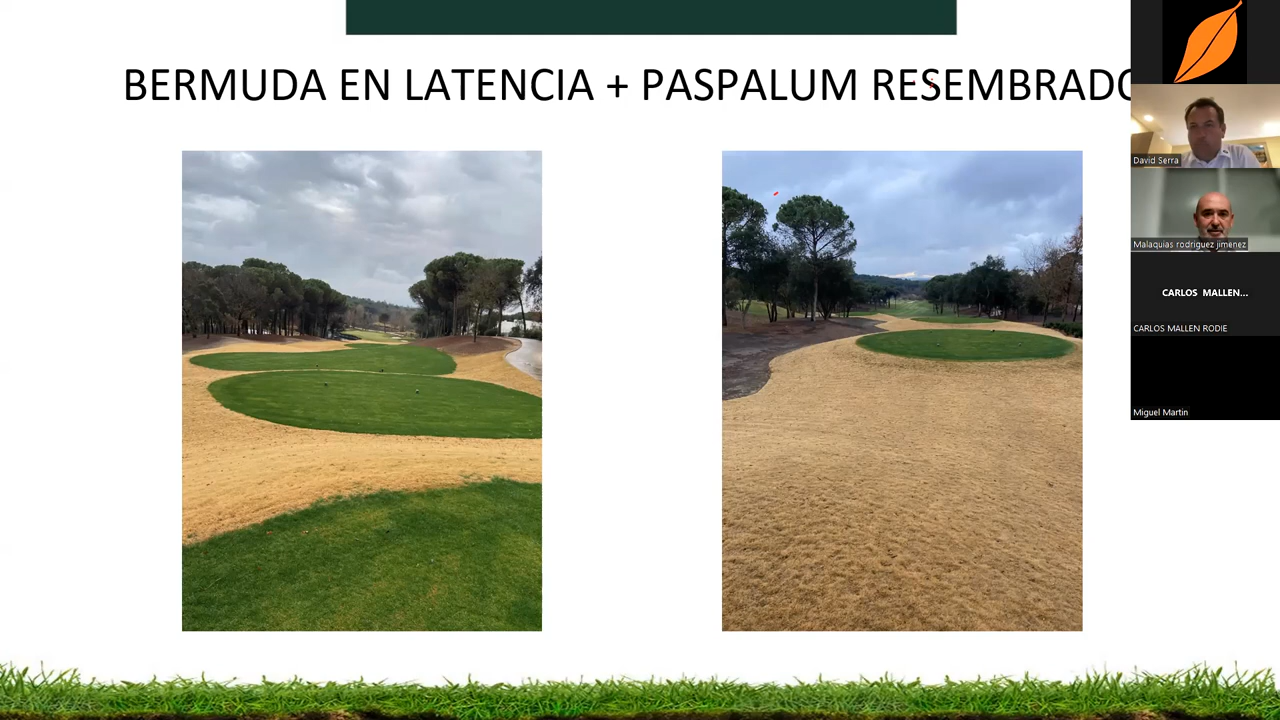 BERMUDA EN LATENCIA + PASPALUM RESEMBRADO
David Serra
Malaquias rodriguez jimenez
CARLOS MALLEN...
CARLOS MALLEN RODIE
Miguel Martin